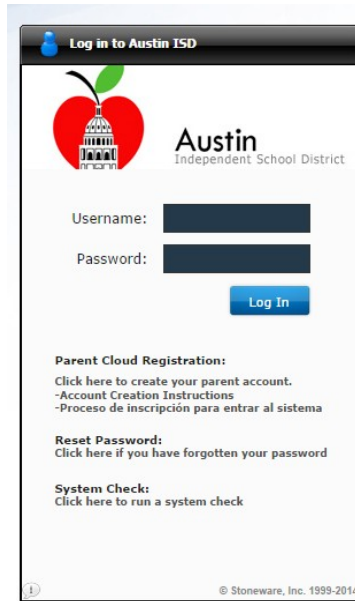 Log in to Austin ISD
Austin
Independent School District
Username:
Password:
Log In
Parent Cloud Registration:
Click here to create your parent account.
-Account Creation
Instructions
-Proceso de inscripción para entrar al sistema
Reset Password:
Click here if you have forgotten your password
System Check:
Click here to run a system check
i
© Stoneware, Inc. 1999-2014